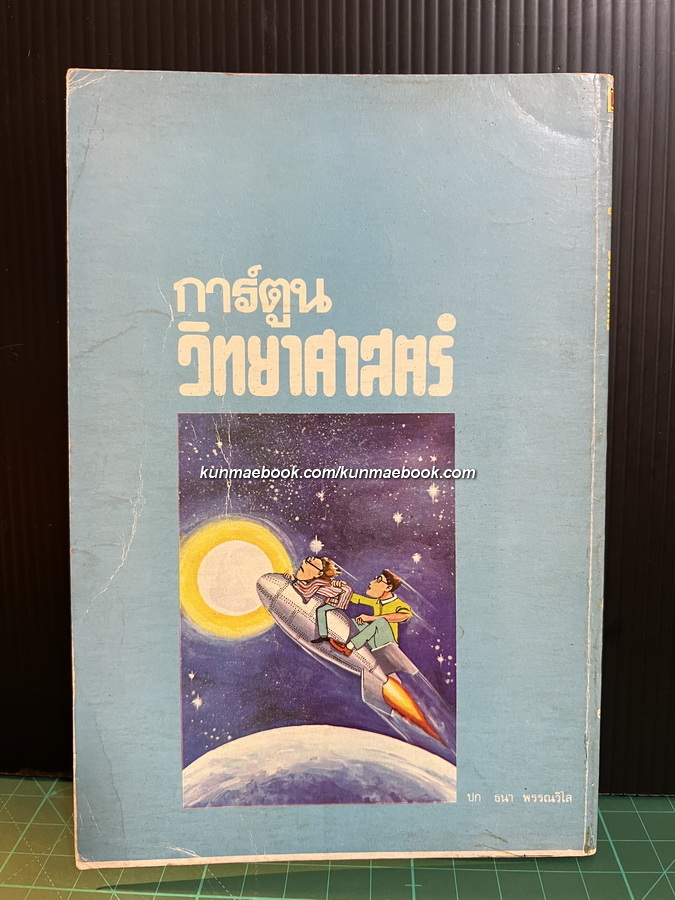 การ์ตูน
วิทยาศาสตร์
kunmaebook.com/kunmaebook.com
ปก ธนา พรรณวิไล